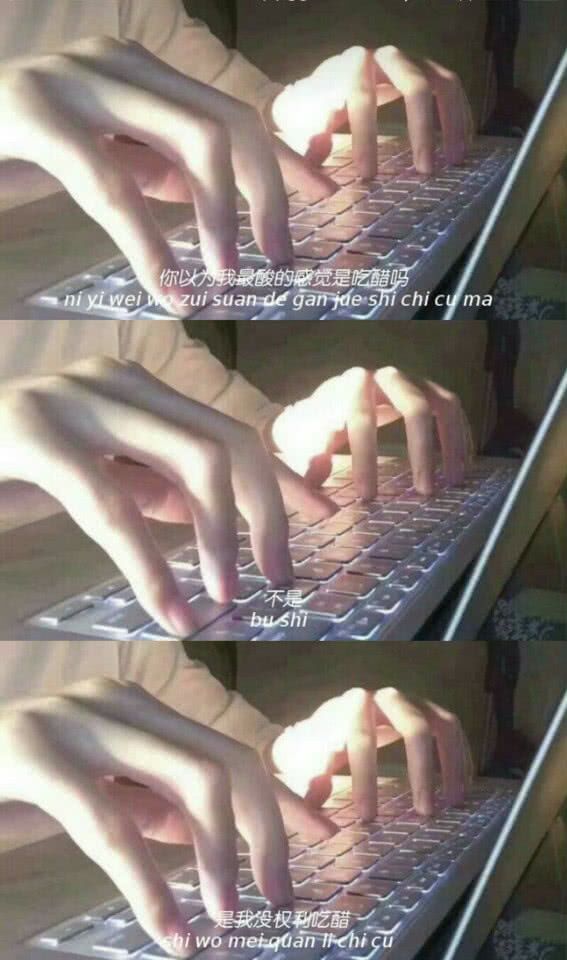 你以为我最酸的感觉是吃醋吗
ni yi wei wo zui suan de gan jue shi chi cu ma
不是
bu shi
是我没权利吃醋
shi wo mei quan li chi cu